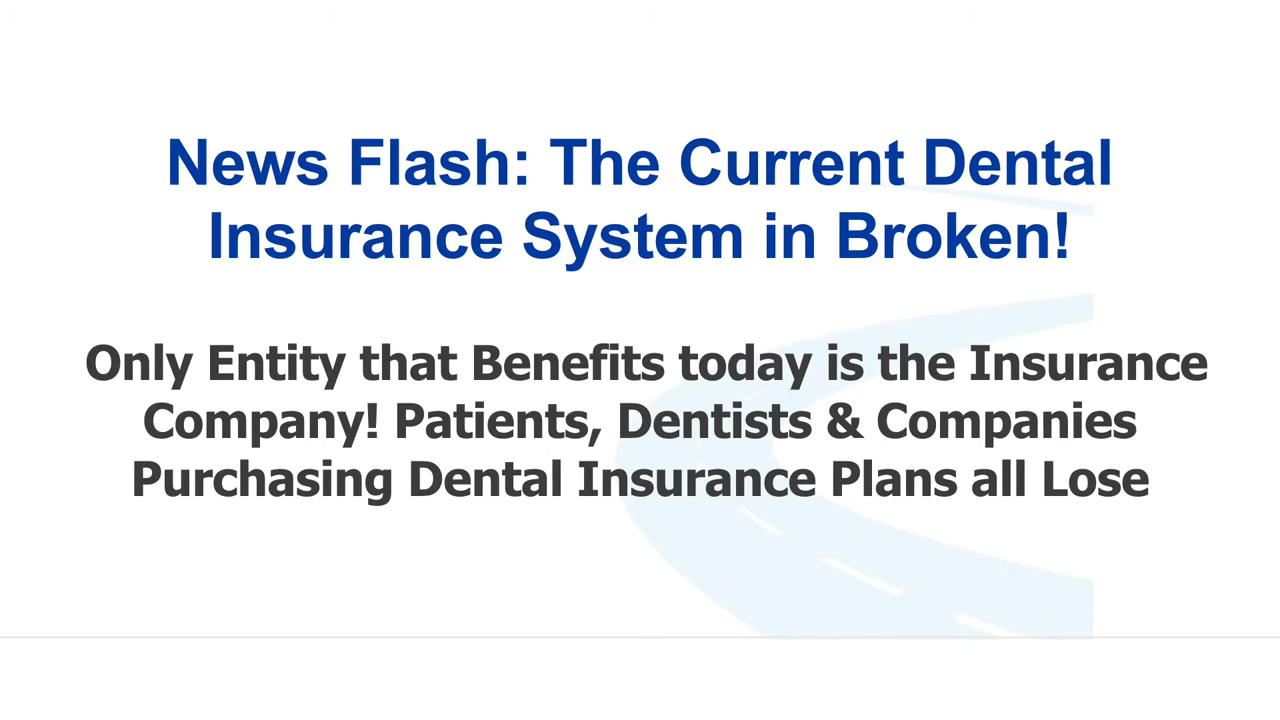 News Flash: The Current Dental
Insurance System in Broken!
Only Entity that Benefits today is the Insurance
Company! Patients, Dentists & Companies
Purchasing Dental Insurance Plans all Lose